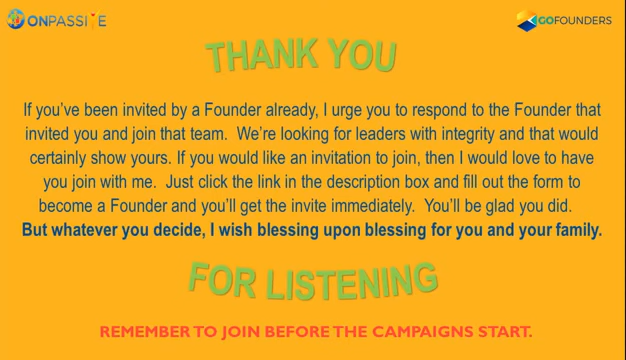 ONPASSIVE
GOFOUNDERS
THANK YOU
If you've been invited by a Founder already, I urge you to respond to the Founder that
invited you and join that team. We're looking for leaders with integrity and that would
certainly show yours. If you would like an invitation to join, then I would love to have
you join with me. Just click the link in the description box and fill out the form to
become a Founder and you'll get the invite immediately. You'll be glad you did.
But whatever you decide, I wish blessing upon blessing for you and your family.
FOR LISTENING
REMEMBER TO JOIN BEFORE THE CAMPAIGNS START.